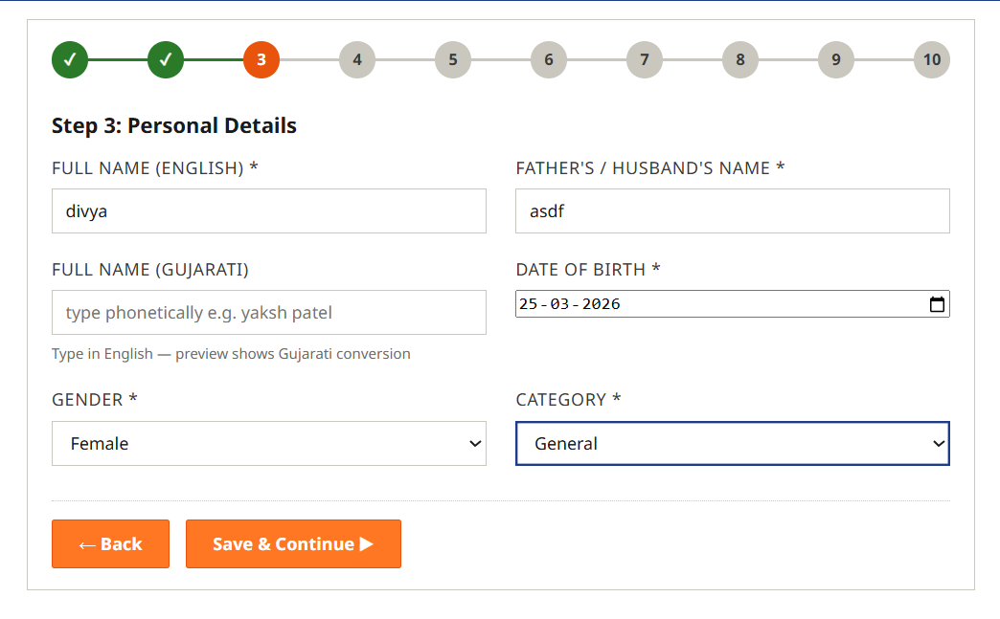 ✓ ✓ 3 4 5 6 7 8 9 10
Step 3: Personal Details
FULL NAME (ENGLISH) *
divya
FATHER'S / HUSBAND'S NAME *
asdf
FULL NAME (GUJARATI)
type phonetically e.g. yaksh patel
Type in English — preview shows Gujarati conversion
DATE OF BIRTH *
25-03-2026
GENDER *
Female
CATEGORY *
General
← Back
Save & Continue ▶